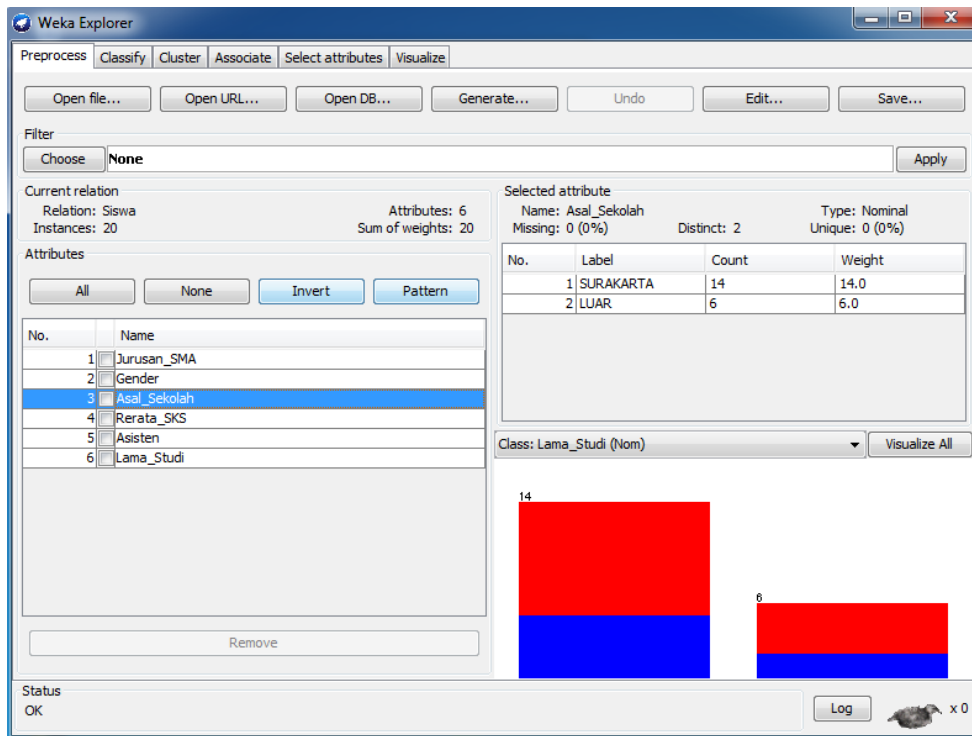 Weka Explorer
Preprocess Classify Cluster Associate Select attributes Visualize
Open file... Open URL... Open DB... Generate... Undo Edit... Save...
Filter
Choose None Apply
Current relation
Relation: Siswa Attributes: 6
Instances: 20 Sum of weights: 20
Attributes
All None Invert Pattern
No. Name
1 Jurusan_SMA
2 Gender
3 Asal_Sekolah
4 Rerata_SKS
5 Asisten
6 Lama_Studi
Remove
Selected attribute
Name: Asal_Sekolah Type: Nominal
Missing: 0 (0%) Distinct: 2 Unique: 0 (0%)
No. Label Count Weight
1 SURAKARTA 14 14.0
2 LUAR 6 6.0
Class: Lama_Studi (Nom) Visualize All
14
6
Status
OK Log x 0